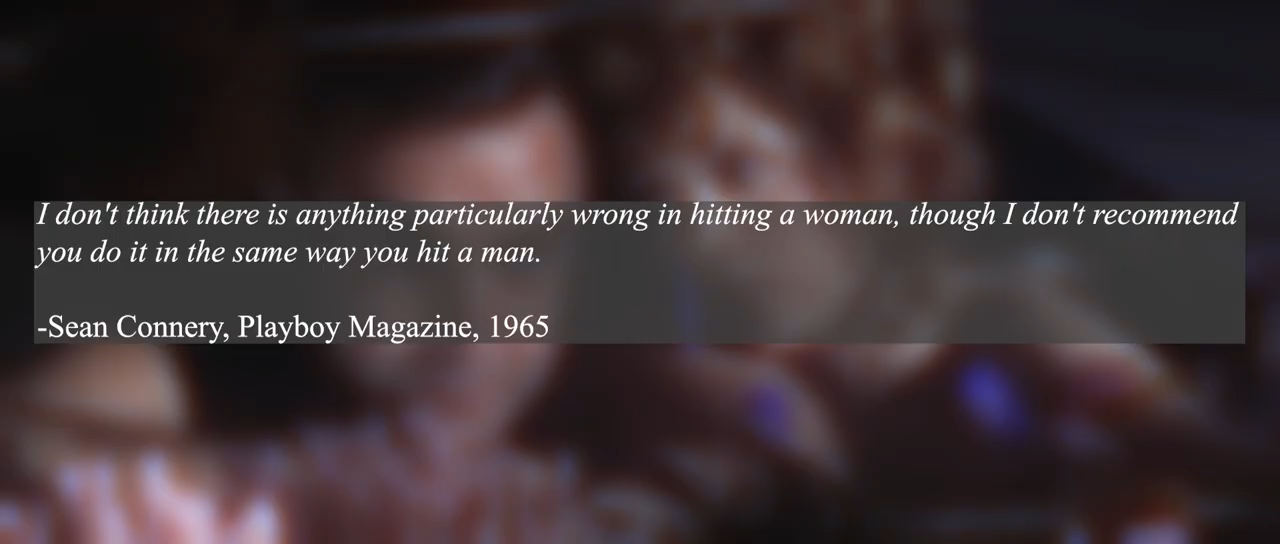 I don't think there is anything particularly wrong in hitting a woman, though I don't recommend
you do it in the same way you hit a man.
-Sean Connery, Playboy Magazine, 1965